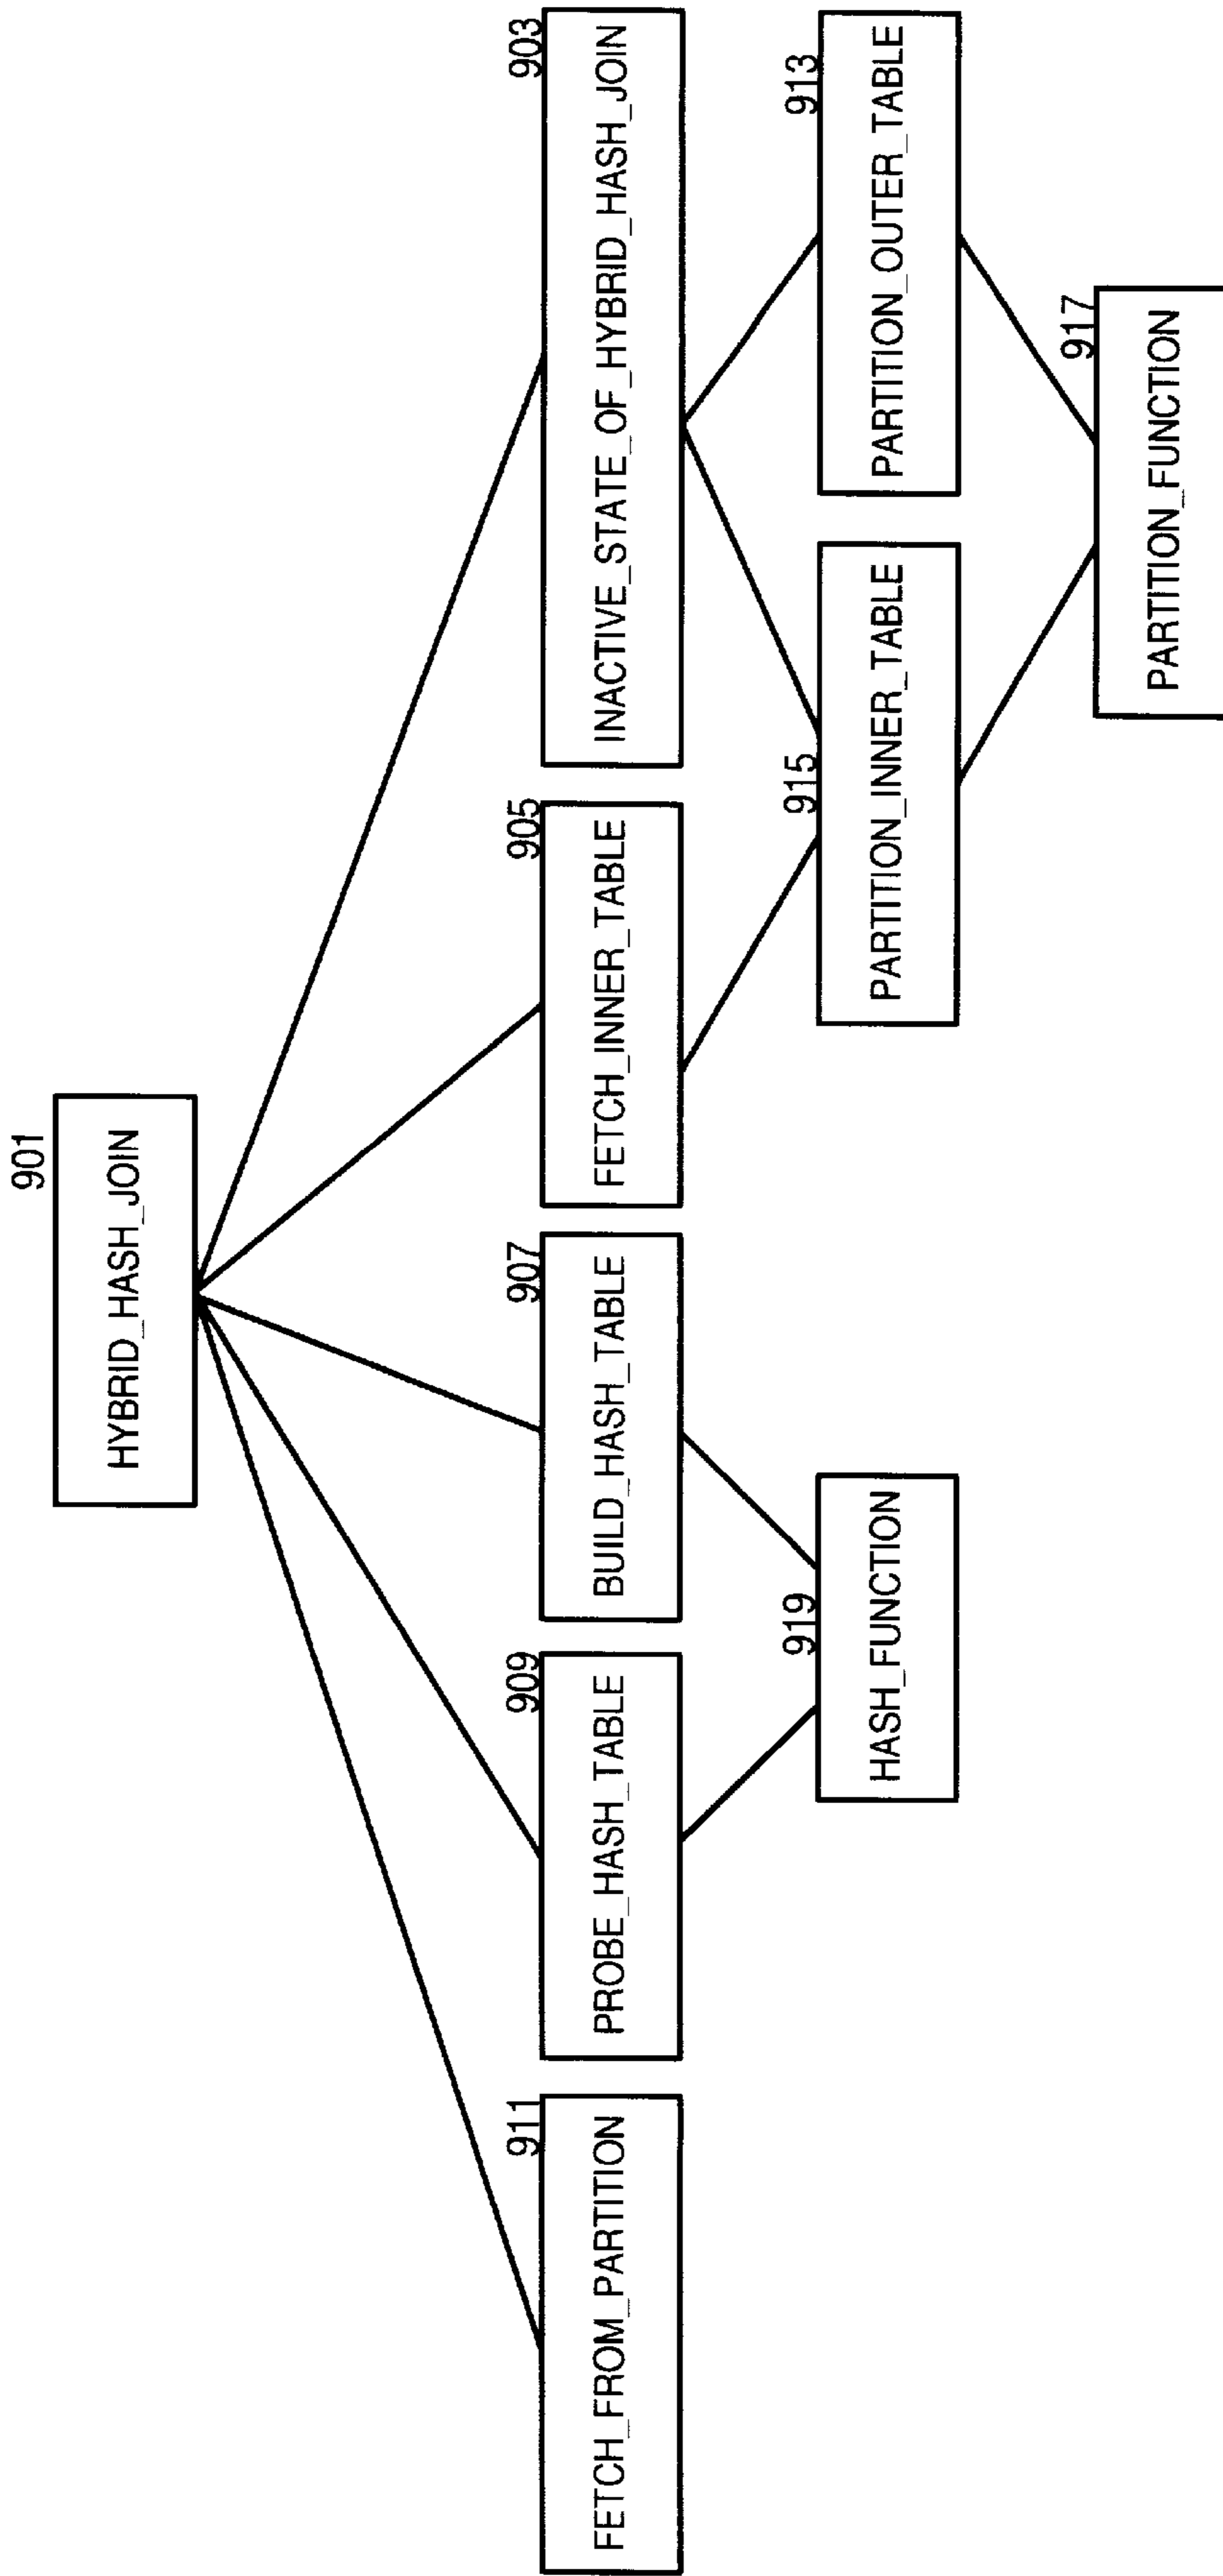 901
HYBRID_HASH_JOIN
911
FETCH_FROM_PARTITION
909
PROBE_HASH_TABLE
907
BUILD_HASH_TABLE
905
FETCH_INNER_TABLE
903
INACTIVE_STATE_OF_HYBRID_HASH_JOIN
919
HASH_FUNCTION
915
PARTITION_INNER_TABLE
913
PARTITION_OUTER_TABLE
917
PARTITION_FUNCTION